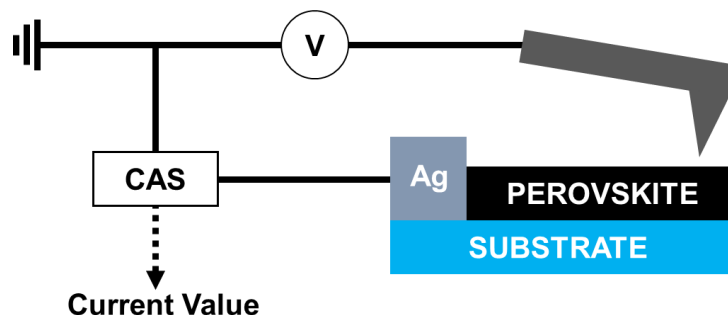 V
CAS
Ag
PEROVSKITE
SUBSTRATE
Current Value